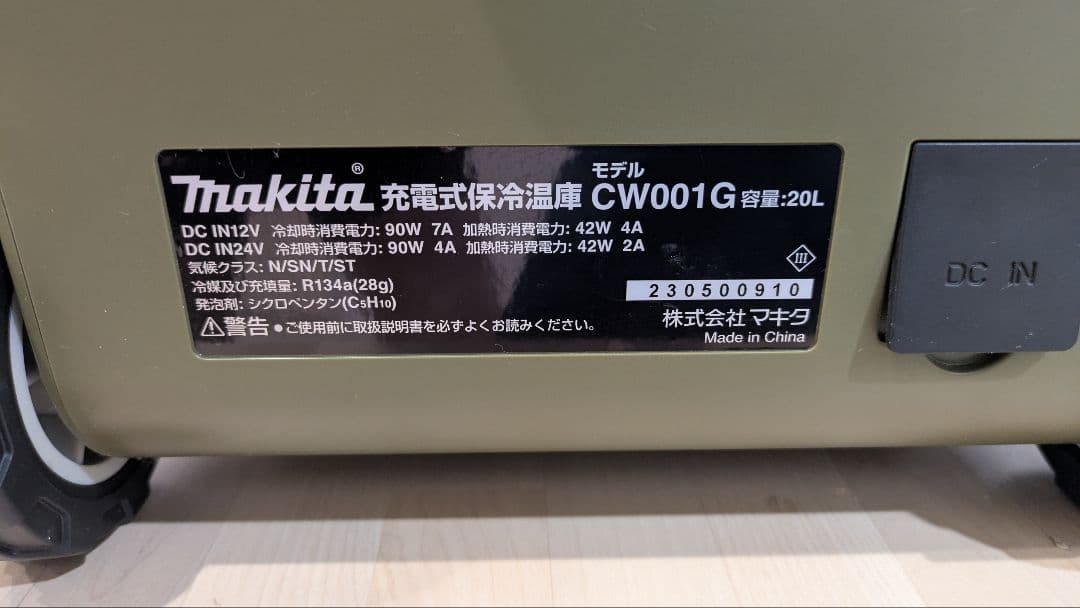 makita® 充電式保冷温庫 モデル CW001G 容量:20L
DC IN12V 冷却時消費電力: 90W 7A 加熱時消費電力: 42W 4A
DC IN24V 冷却時消費電力: 90W 4A 加熱時消費電力: 42W 2A
気候クラス: N/SN/T/ST
冷媒及び充填量: R134a(28g)
発泡剤: シクロペンタン(C5H10)
⚠警告 ●ご使用前に取扱説明書を必ずよくお読みください。
III
230500910
株式会社 マキタ
Made in China
DC IN